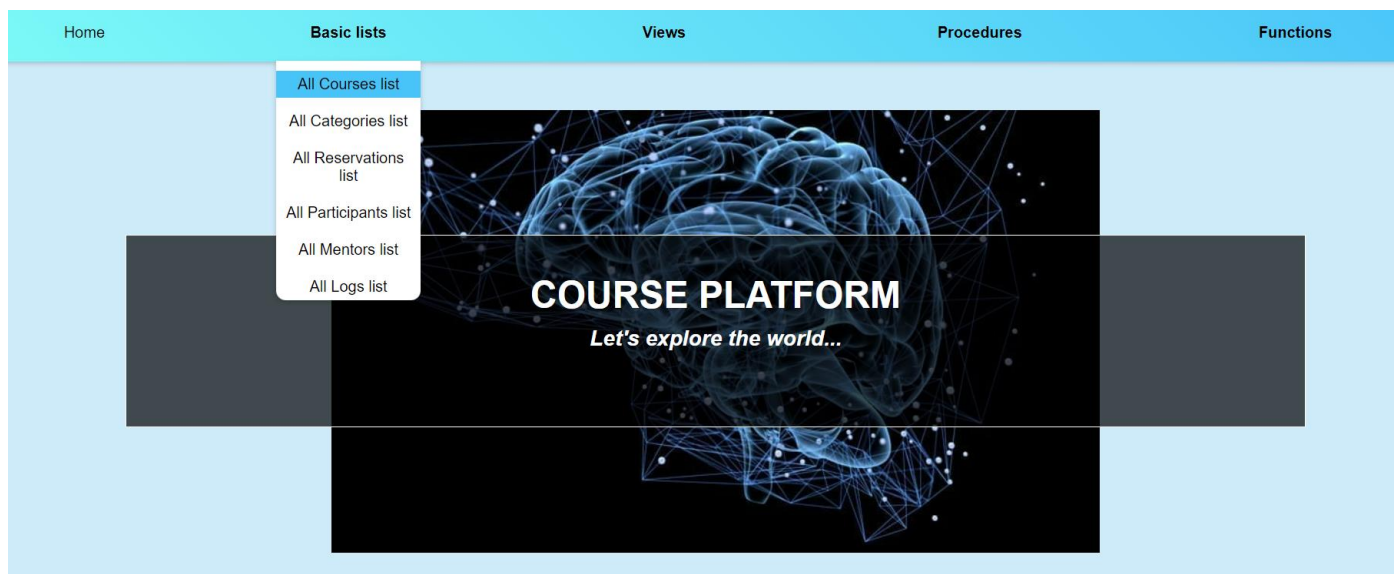 Home
Basic lists
Views
Procedures
Functions
All Courses list
All Categories list
All Reservations
list
All Participants list
All Mentors list
All Logs list
COURSE PLATFORM
Let's explore the world...